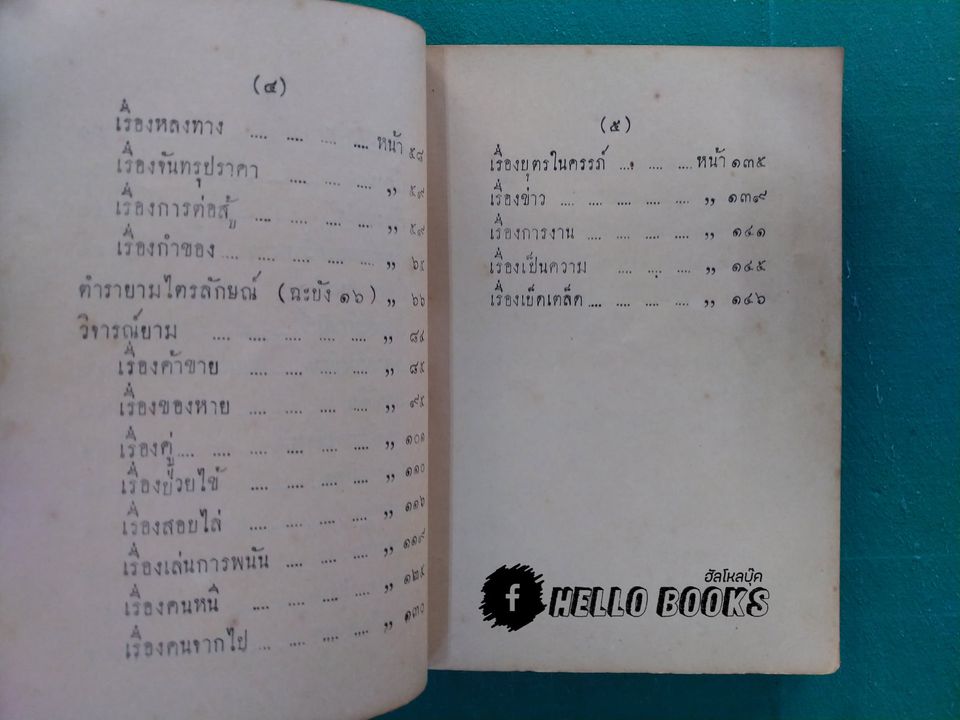 (๔)
เรื่องหลงทาง .... .... .... .... หน้า ๕๘
เรื่องจันทรุปราคา .... .... .... ,, ๕๙
เรื่องการต่อสู้ .... .... .... .... ,, ๕๙
เรื่องกำของ .... .... .... .... .... ,, ๖๕
ตำรายามไตรลักษณ์ (ฉะยัง ๑๖) ,, ๖๖
วิจารณ์ยาม .... .... .... .... .... ,, ๘๔
เรื่องค้าขาย .... .... .... .... ,, ๘๕
เรื่องของหาย .... .... .... .... ,, ๙๕
เรื่องคู่ .... .... .... .... .... ,, ๑๐๑
เรื่องป่วยไข้ .... .... .... .... ,, ๑๑๐
เรื่องสอยไล่ .... .... .... .... ,, ๑๑๖
เรื่องเล่นการพนัน .... .... .... ,, ๑๑๙
เรื่องคนหนี .... .... .... .... ,, ๑๒๕
เรื่องคนจากไป .... .... .... .... ,, ๑๓๐
(๕)
เรื่องบุตรในครรภ์ .... .... .... หน้า ๑๓๕
เรื่องข่าว .... .... .... .... .... ,, ๑๓๙
เรื่องการงาน .... .... .... .... ,, ๑๔๑
เรื่องเป็นความ .... .... .... ,, ๑๔๕
เรื่องเบ็ดเตล็ด .... .... .... .... ,, ๑๔๖
ฮัลโหลบุ๊ค
f HELLO BOOKS